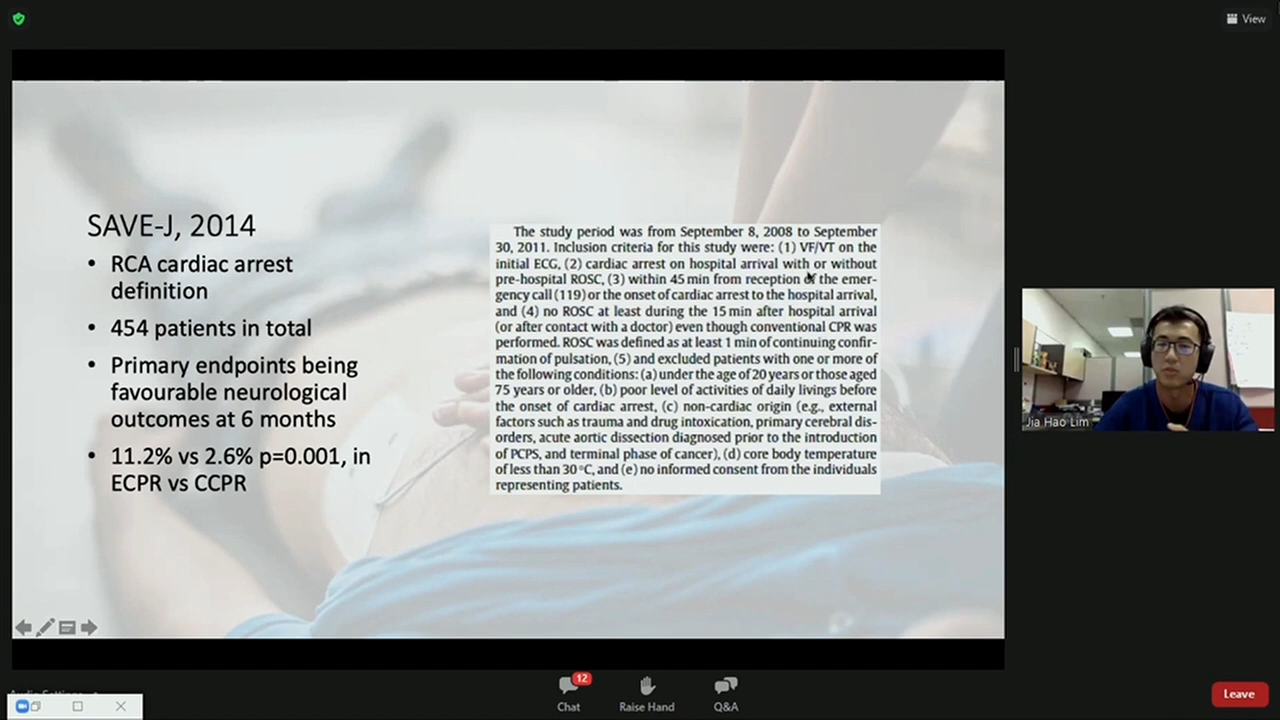 View
SAVE-J, 2014
• RCA cardiac arrest
definition
• 454 patients in total
• Primary endpoints being
favourable neurological
outcomes at 6 months
• 11.2% vs 2.6% p=0.001, in
ECPR vs CCPR
The study period was from September 8, 2008 to September
30, 2011. Inclusion criteria for this study were: (1) VF/VT on the
initial ECG, (2) cardiac arrest on hospital arrival with or without
pre-hospital ROSC, (3) within 45 min from reception of the emer-
gency call (119) or the onset of cardiac arrest to the hospital arrival,
and (4) no ROSC at least during the 15 min after hospital arrival
(or after contact with a doctor) even though conventional CPR was
performed. ROSC was defined as at least 1 min of continuing confir-
mation of pulsation, (5) and excluded patients with one or more of
the following conditions: (a) under the age of 20 years or those aged
75 years or older, (b) poor level of activities of daily livings before
the onset of cardiac arrest, (c) non-cardiac origin (e.g., external
factors such as trauma and drug intoxication, primary cerebral dis-
orders, acute aortic dissection diagnosed prior to the introduction
of PCPS, and terminal phase of cancer), (d) core body temperature
of less than 30 °C, and (e) no informed consent from the individuals
representing patients.
Jia Hao Lim
12
Chat
Raise Hand
Q&A
Leave